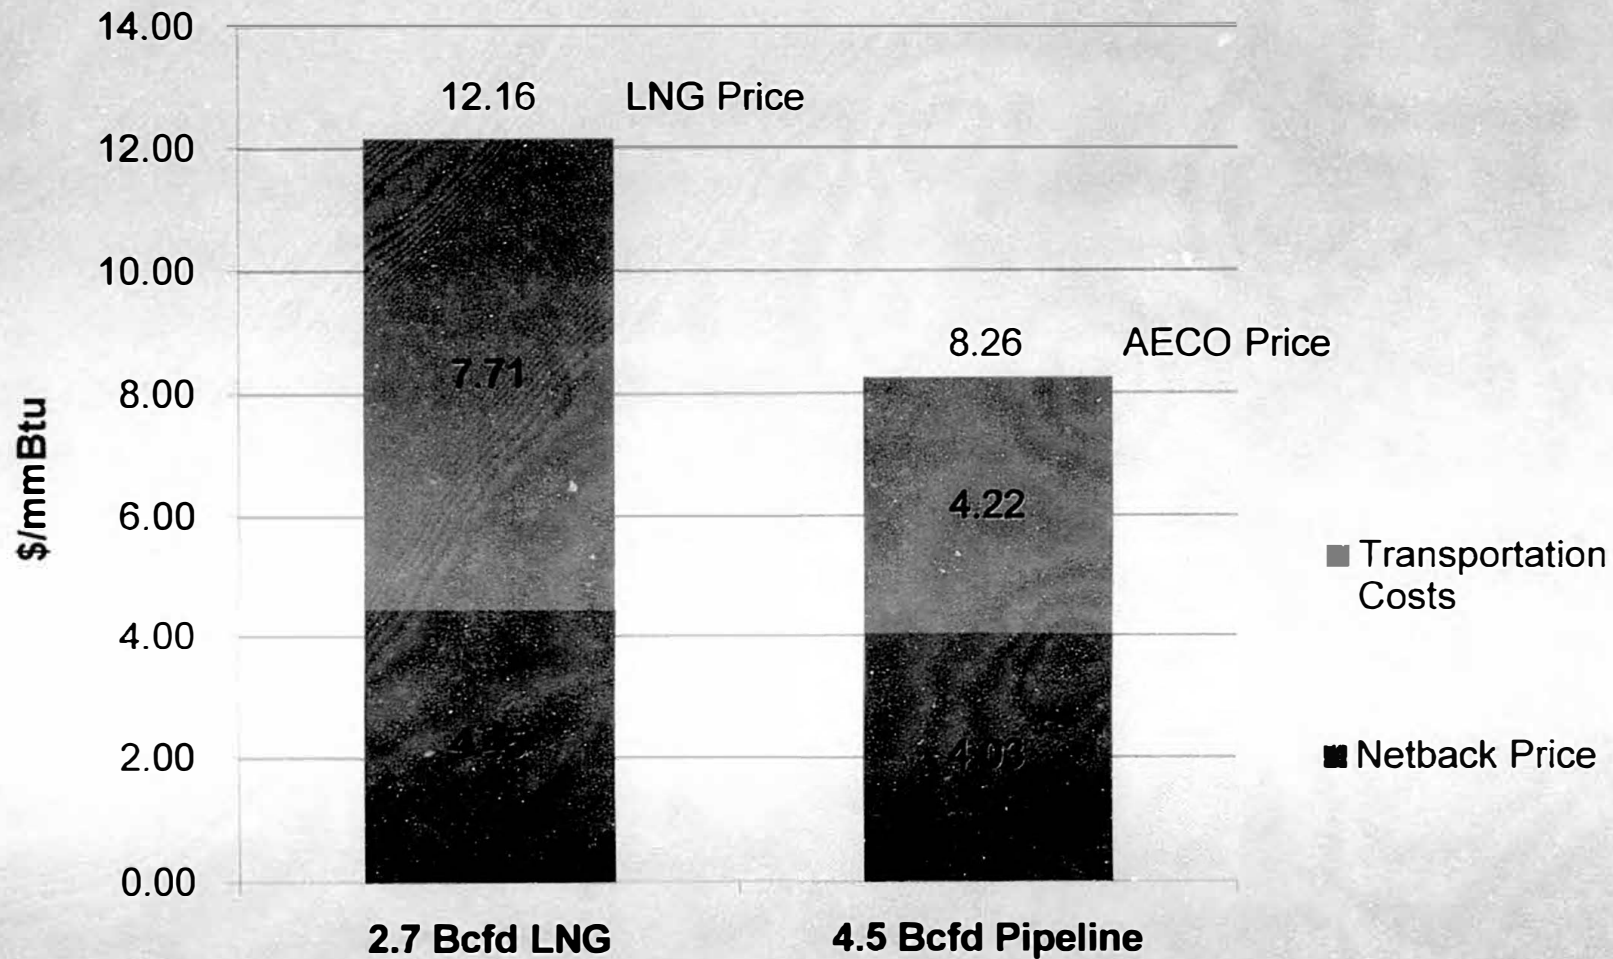 14.00
12.16 LNG Price
12.00
10.00
8.26 AECO Price
7.71
8.00
$/mmBtu
4.22
6.00
Transportation
Costs
4.00
4.03
2.00
Netback Price
0.00
2.7 Bcfd LNG 4.5 Bcfd Pipeline